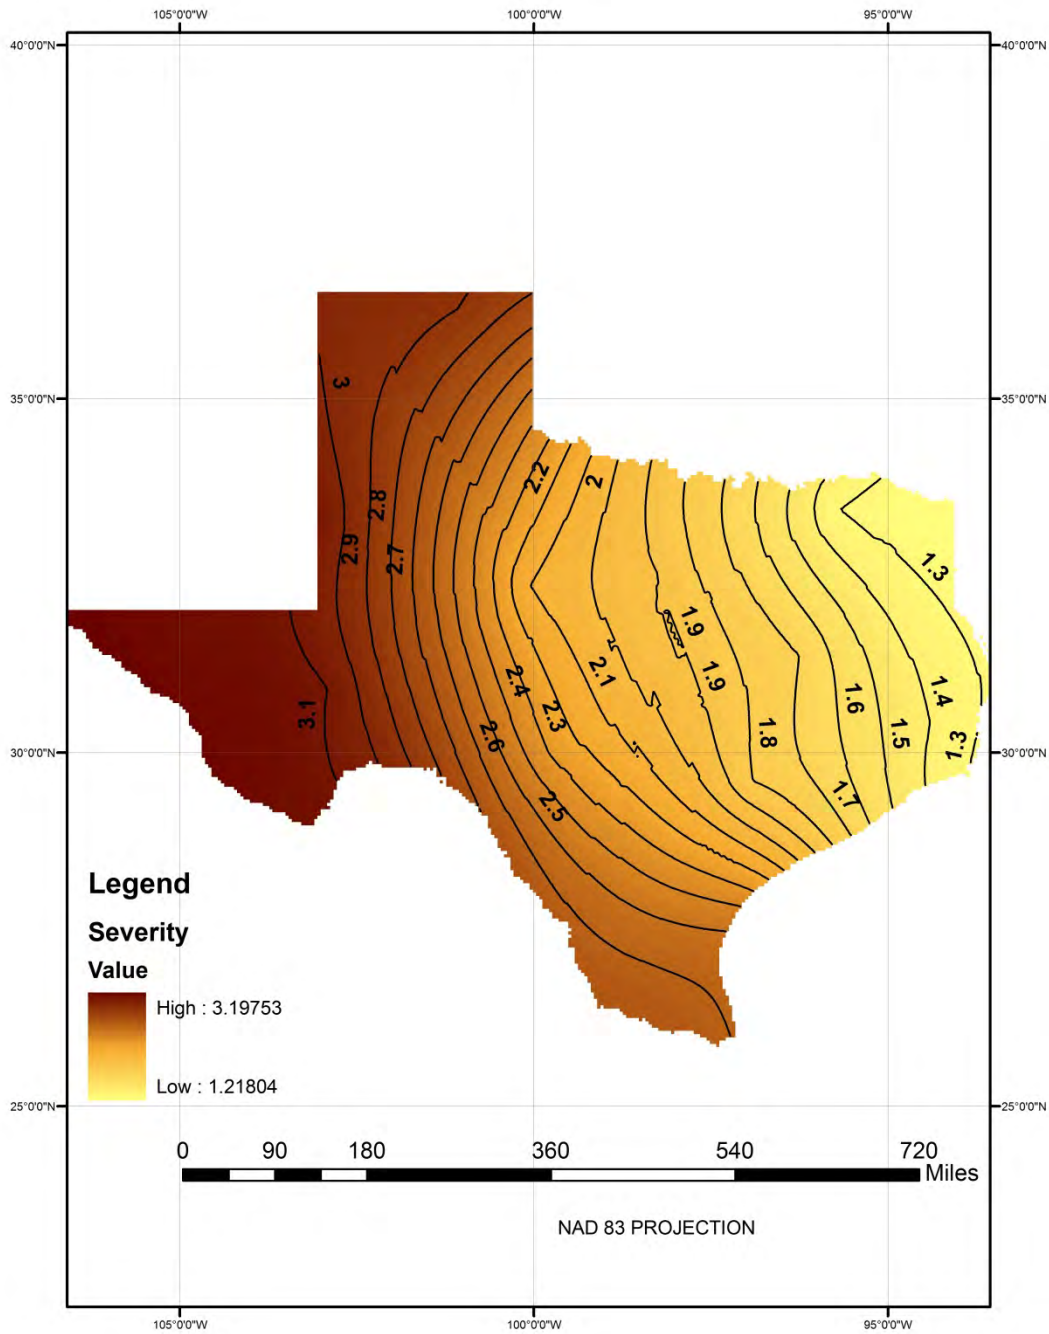 105°0'0"W 100°0'0"W 95°0'0"W
40°0'0"N 40°0'0"N
35°0'0"N 35°0'0"N
3
2.2
2
2.8
2.9
2.7
1.3
1.9
1.9
2.1
2.4
2.3
3.1
2.6
1.8
1.6
1.5
1.4
1.3
30°0'0"N 30°0'0"N
2.5
1.7
Legend
Severity
Value
High : 3.19753
Low : 1.21804
25°0'0"N 25°0'0"N
0 90 180 360 540 720
Miles
NAD 83 PROJECTION
105°0'0"W 100°0'0"W 95°0'0"W